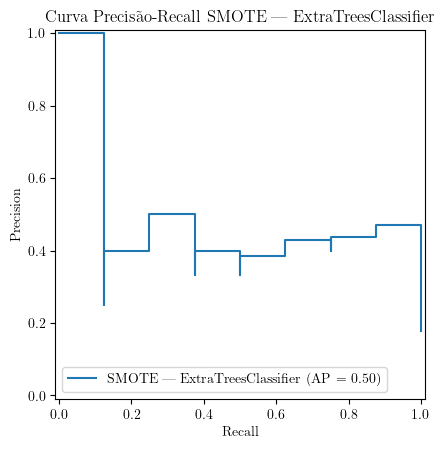 Curva Precisão-Recall SMOTE — ExtraTreesClassifier
1.0
0.8
0.6
0.4
0.2
0.0
Precision
SMOTE — ExtraTreesClassifier (AP = 0.50)
0.0 0.2 0.4 0.6 0.8 1.0
Recall